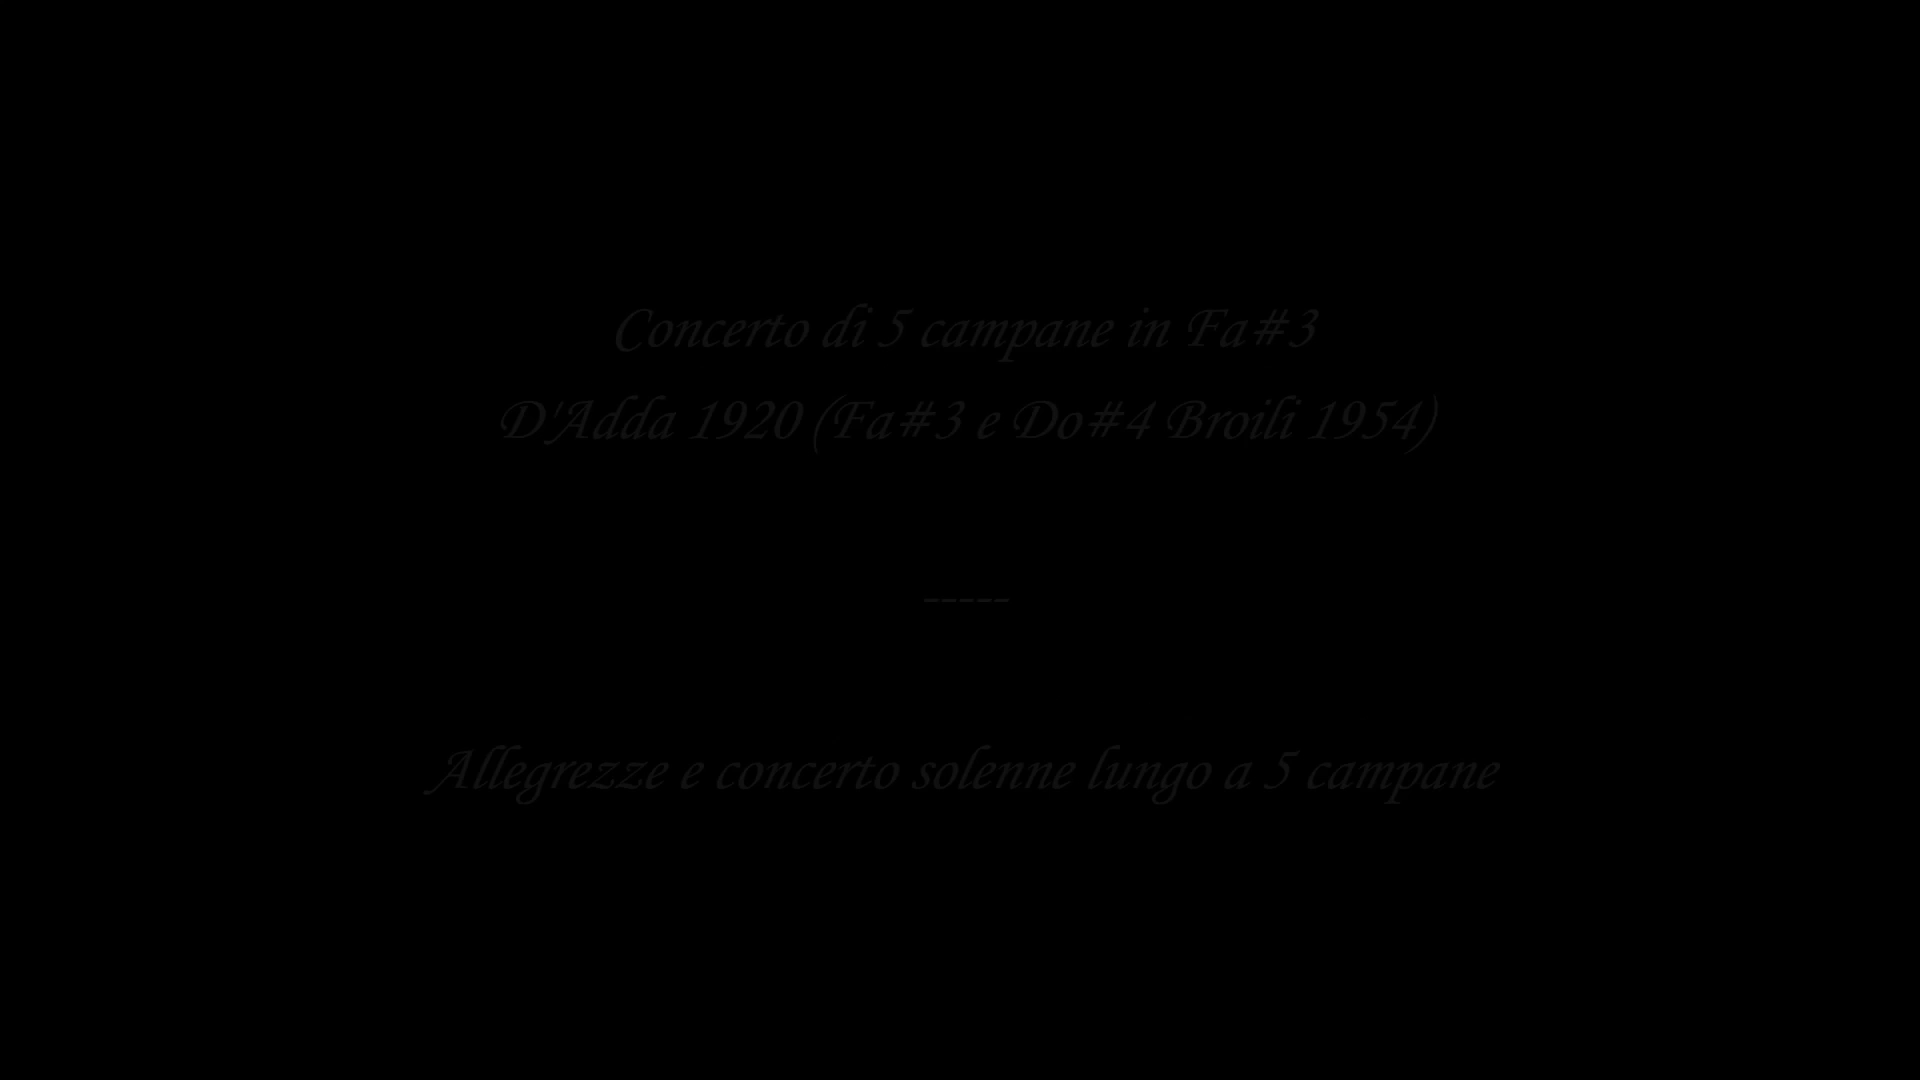 Concerto di 5 campane in Fa#3
D'Adda 1920 (Fa#3 e Do#4 Broili 1954)
-----
Allegrezze e concerto solenne lungo a 5 campane